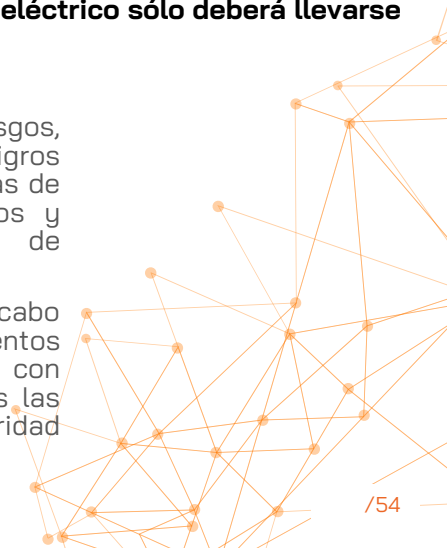 eléctrico sólo deberá llevarse
sgos,
igros
as de
os y
de
cabo
entos
con
s las
ridad
/54